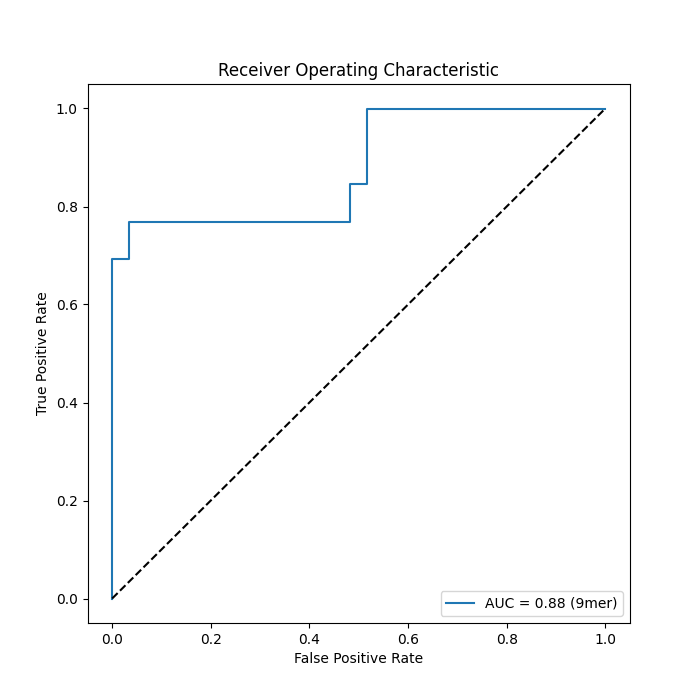 Receiver Operating Characteristic
True Positive Rate
1.0
0.8
0.6
0.4
0.2
0.0
AUC = 0.88 (9mer)
0.0 0.2 0.4 0.6 0.8 1.0
False Positive Rate